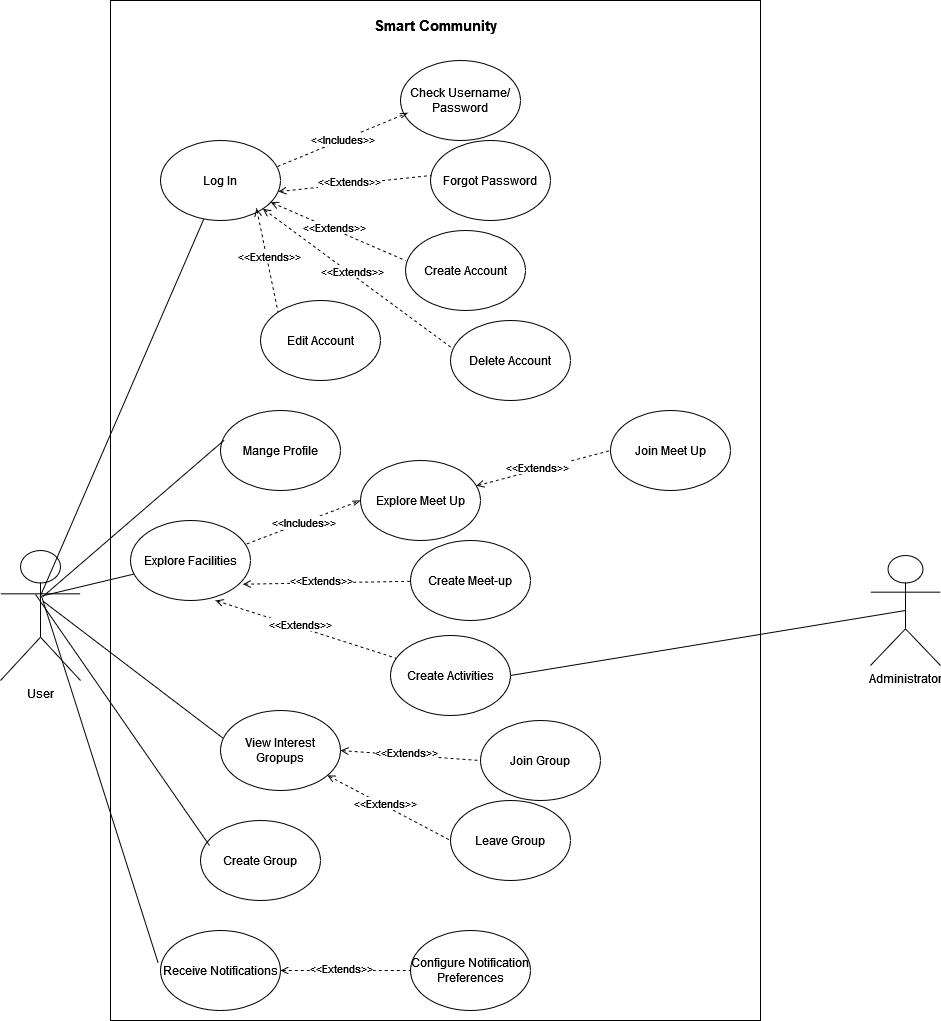 Smart Community
Check Username/
Password
<<Includes>>
Log In
<<Extends>>
Forgot Password
<<Extends>>
<<Extends>>
Create Account
<<Extends>>
Edit Account
Delete Account
Mange Profile
Join Meet Up
<<Extends>>
Explore Meet Up
<<Includes>>
Explore Facilities
<<Extends>>
Create Meet-up
<<Extends>>
Create Activities
User
Administrator
View Interest
Gropups
<<Extends>>
Join Group
<<Extends>>
Leave Group
Create Group
Receive Notifications
<<Extends>>
Configure Notification
Preferences